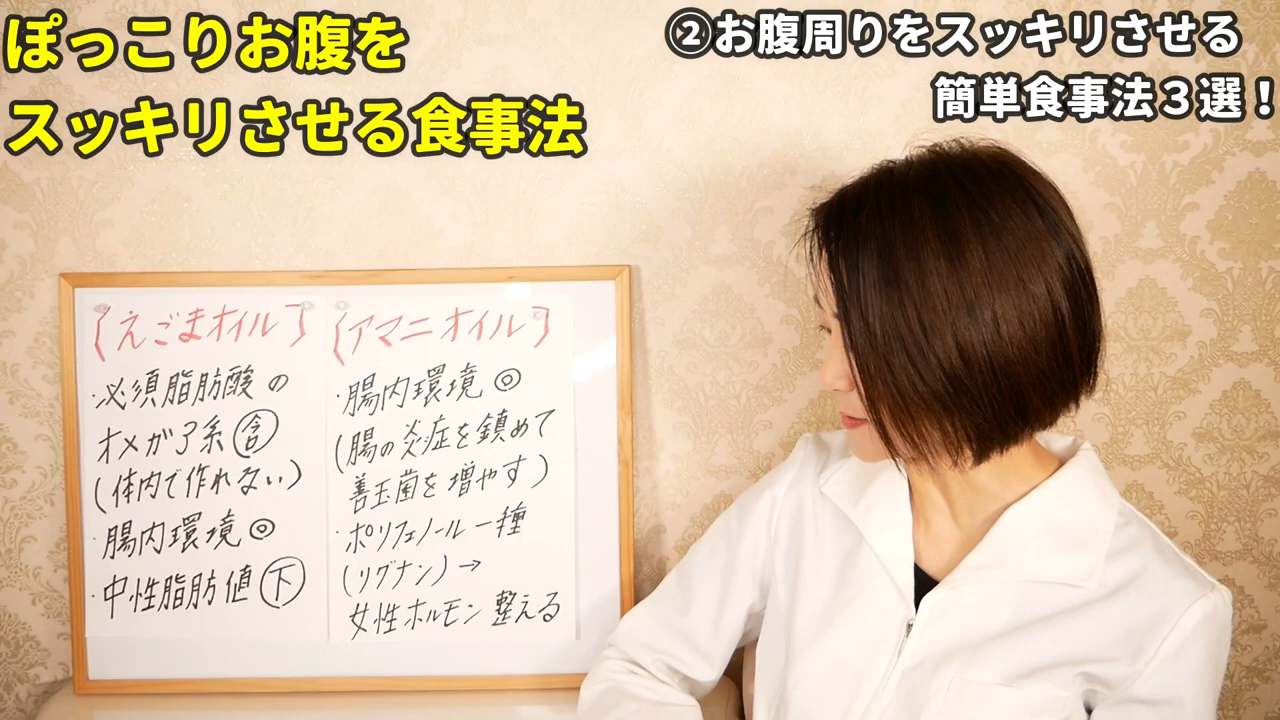 ぽっこりお腹を
スッキリさせる食事法
②お腹周りをスッキリさせる
簡単食事法３選！
{えごまオイル}
・必須脂肪酸の
オメガ3系㊥含
(体内で作れない)
・腸内環境◎
・中性脂肪値下
{アマニオイル}
・腸内環境◎
(腸の炎症を鎮めて
善玉菌を増やす)
・ポリフェノール一種
(リグナン)→
女性ホルモン整える